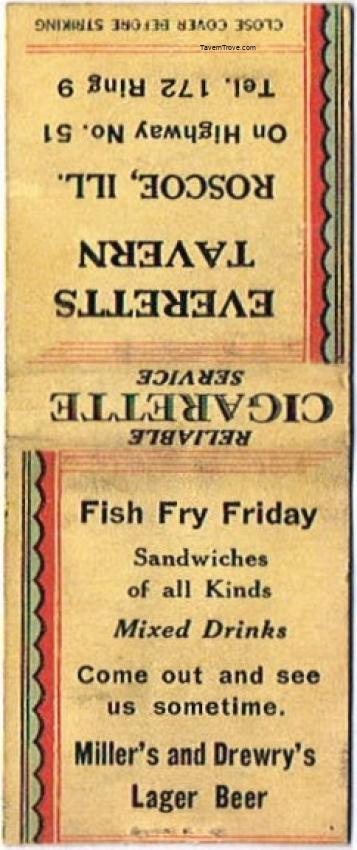 CLOSE COVER BEFORE STRIKING
TavernTrove.com
EVERETTS
TAVERN
ROSCOE, ILL.
On Highway No. 51
Tel. 172 Ring 9
RELIABLE
CIGARETTE
SERVICE
Fish Fry Friday
Sandwiches
of all Kinds
Mixed Drinks
Come out and see
us sometime.
Miller's and Drewry's
Lager Beer